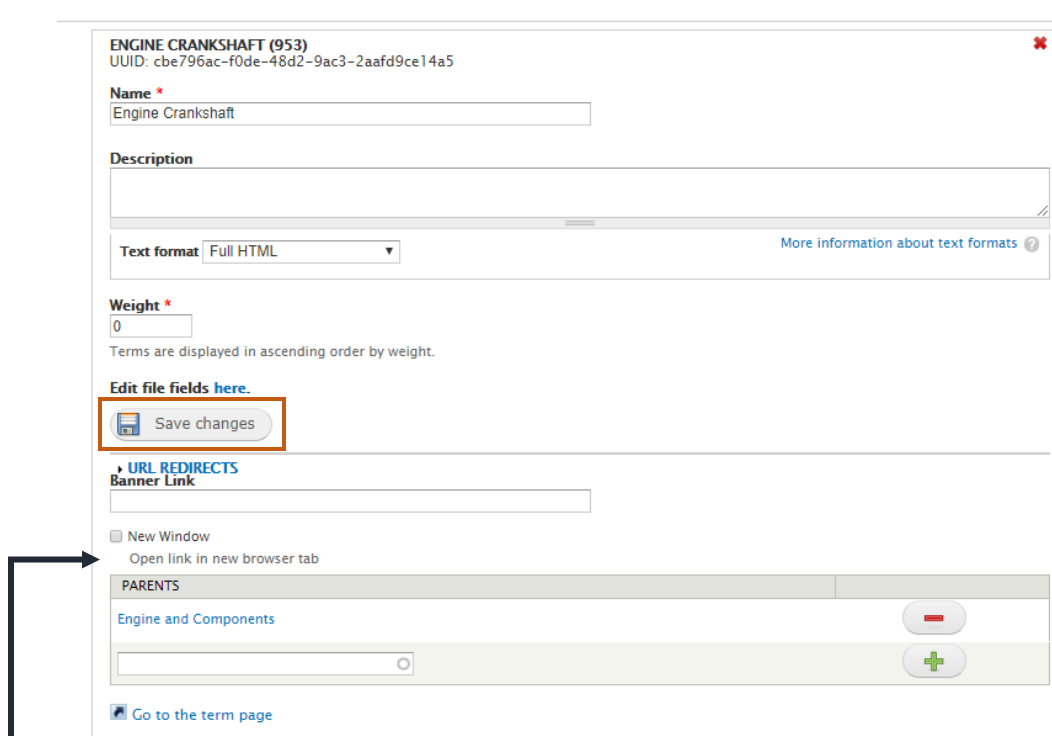 ENGINE CRANKSHAFT (953)
UUID: cbe796ac-f0de-48d2-9ac3-2aafd9ce14a5
Name *
Engine Crankshaft
Description
Text format Full HTML
More information about text formats ?
Weight *
0
Terms are displayed in ascending order by weight.
Edit file fields here.
Save changes
URL REDIRECTS
Banner Link
New Window
Open link in new browser tab
PARENTS
Engine and Components
Go to the term page